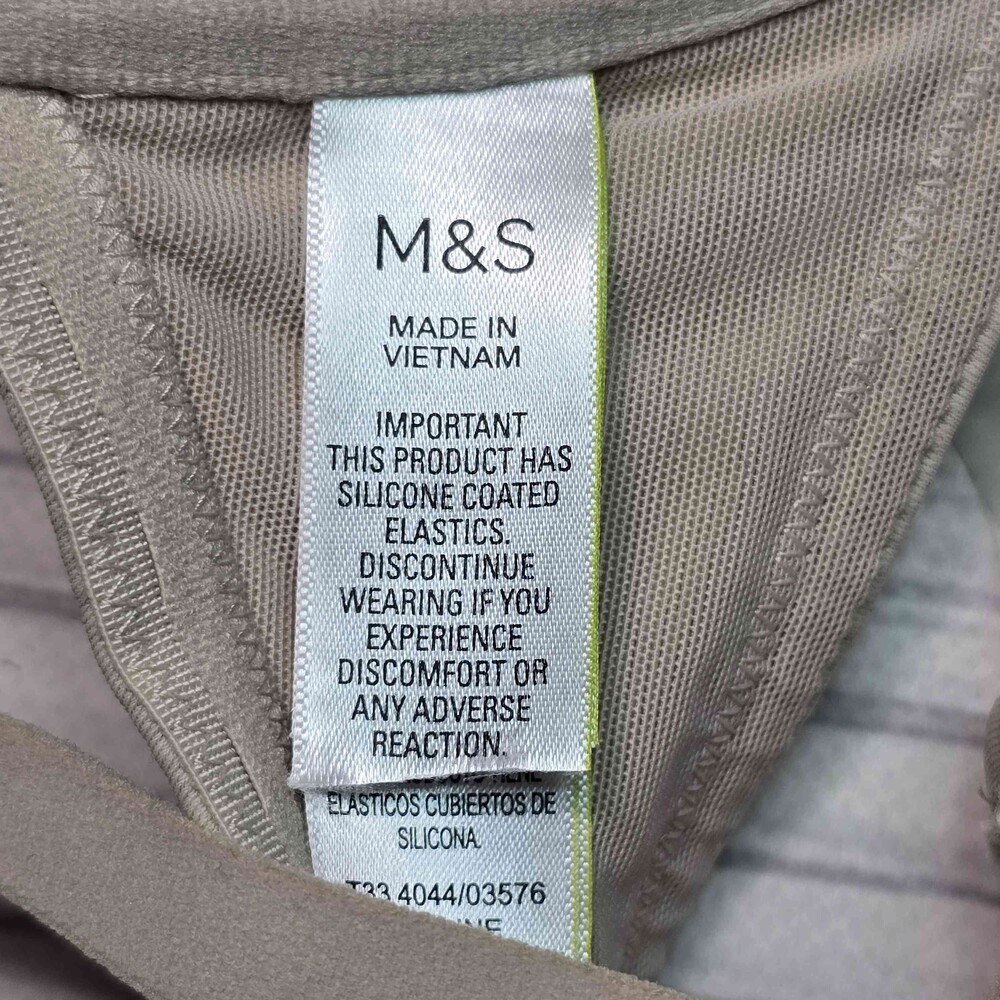 M&S
MADE IN
VIETNAM
IMPORTANT
THIS PRODUCT HAS
SILICONE COATED
ELASTICS.
DISCONTINUE
WEARING IF YOU
EXPERIENCE
DISCOMFORT OR
ANY ADVERSE
REACTION.
ELASTICOS CUBIERTOS DE
SILICONA.
T33 4044/03576